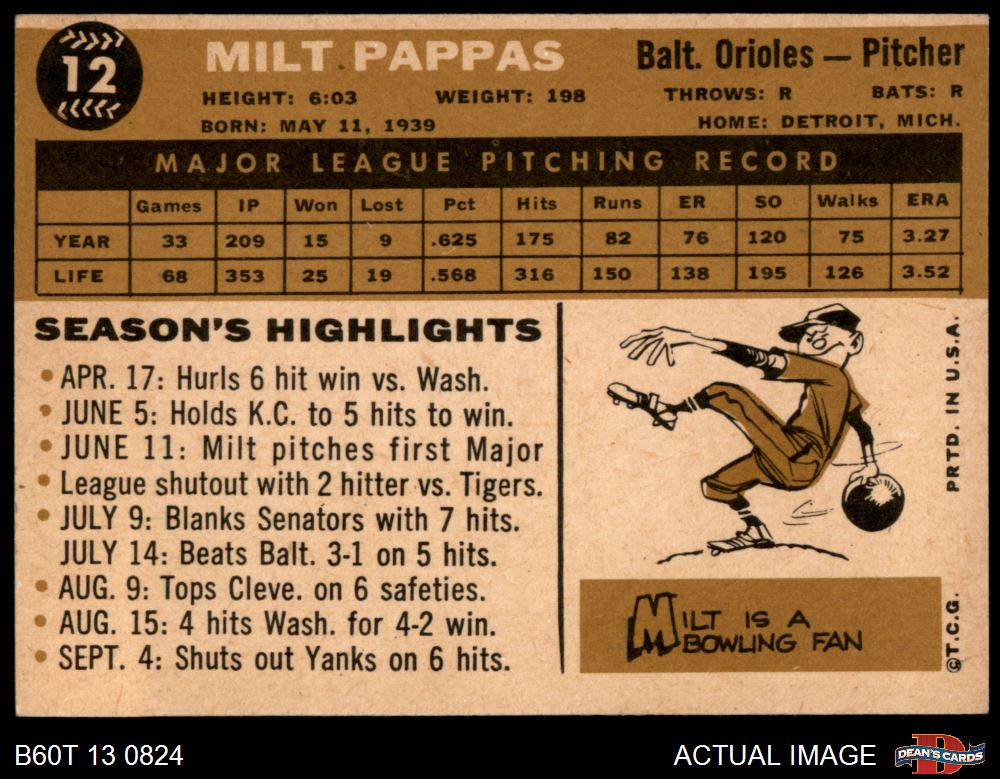 12
MILT PAPPAS
Balt. Orioles — Pitcher
HEIGHT: 6:03 WEIGHT: 198 THROWS: R BATS: R
BORN: MAY 11, 1939 HOME: DETROIT, MICH.
MAJOR LEAGUE PITCHING RECORD
Games IP Won Lost Pct Hits Runs ER SO Walks ERA
YEAR 33 209 15 9 .625 175 82 76 120 75 3.27
LIFE 68 353 25 19 .568 316 150 138 195 126 3.52
SEASON'S HIGHLIGHTS
• APR. 17: Hurls 6 hit win vs. Wash.
• JUNE 5: Holds K.C. to 5 hits to win.
• JUNE 11: Milt pitches first Major
• League shutout with 2 hitter vs. Tigers.
• JULY 9: Blanks Senators with 7 hits.
JULY 14: Beats Balt. 3-1 on 5 hits.
• AUG. 9: Tops Cleve. on 6 safeties.
• AUG. 15: 4 hits Wash. for 4-2 win.
• SEPT. 4: Shuts out Yanks on 6 hits.
MILT IS A
BOWLING FAN
©T.C.G. PRTD. IN U.S.A.
B60T 13 0824
ACTUAL IMAGE
DEAN'S CARDS